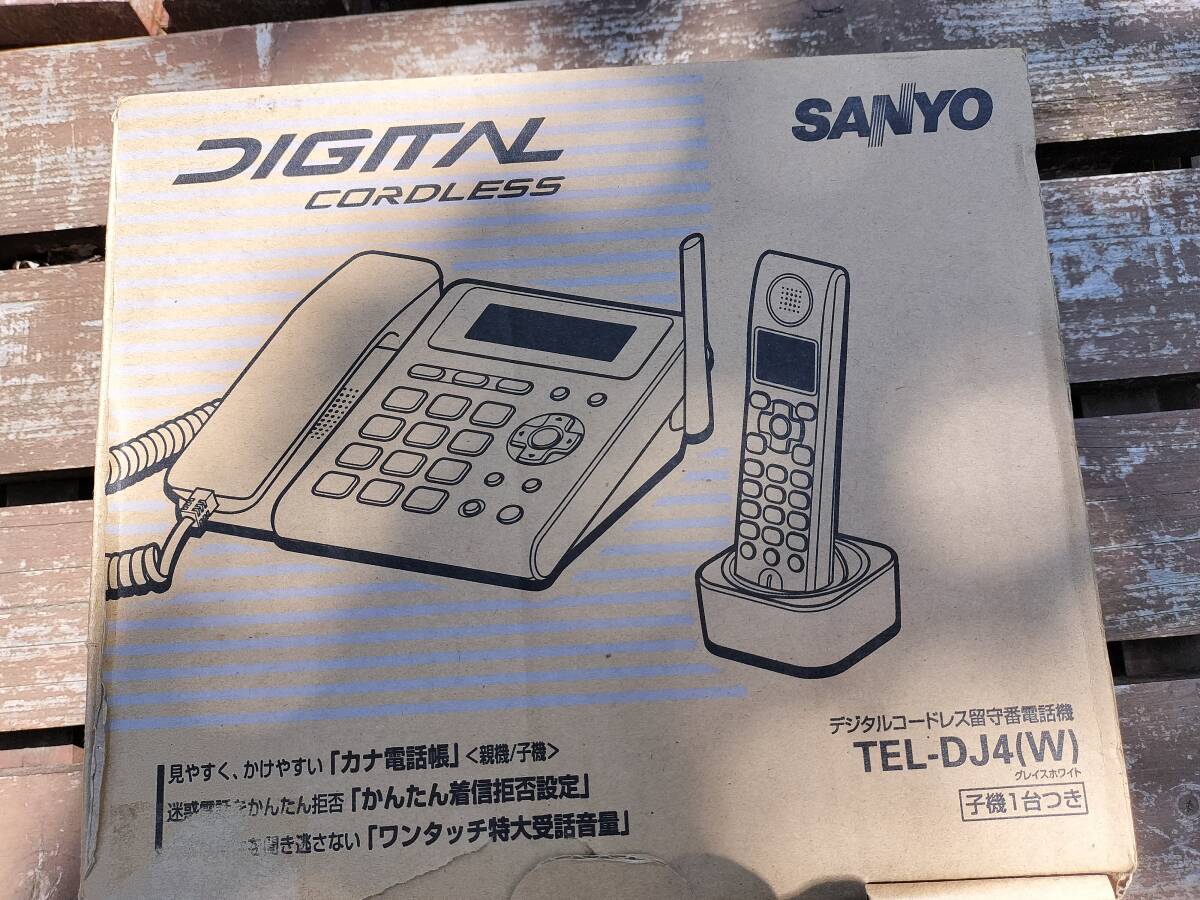 DIGITAL
CORDLESS
SANYO
見やすく、かけやすい「カナ電話帳」<親機/子機>
迷惑電話をかんたん拒否「かんたん着信拒否設定」
を聞き逃さない「ワンタッチ特大受話音量」
デジタルコードレス留守番電話機
TEL-DJ4(W)
グレイスホワイト
子機1台つき